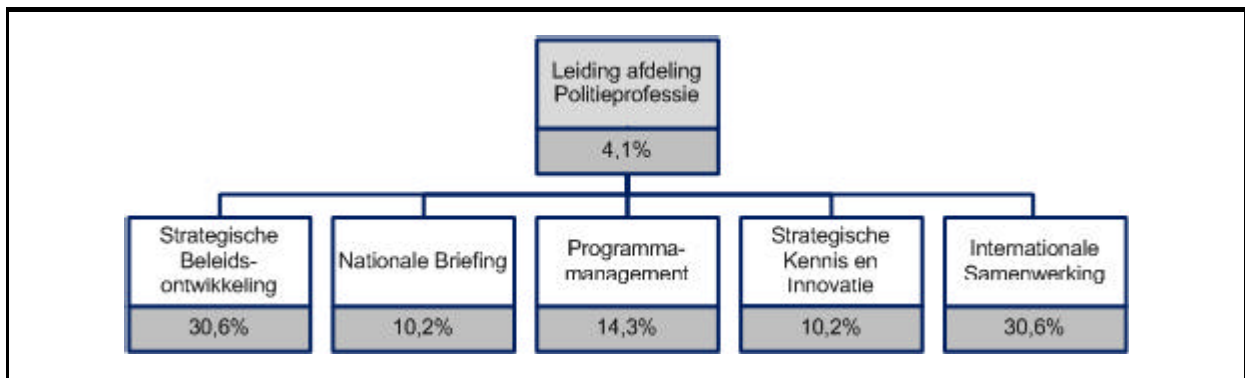 Leiding afdeling
Politieprofessie
4,1%
Strategische
Beleids-
ontwikkeling
30,6%
Nationale Briefing
10,2%
Programma-
management
14,3%
Strategische
Kennis en
Innovatie
10,2%
Internationale
Samenwerking
30,6%